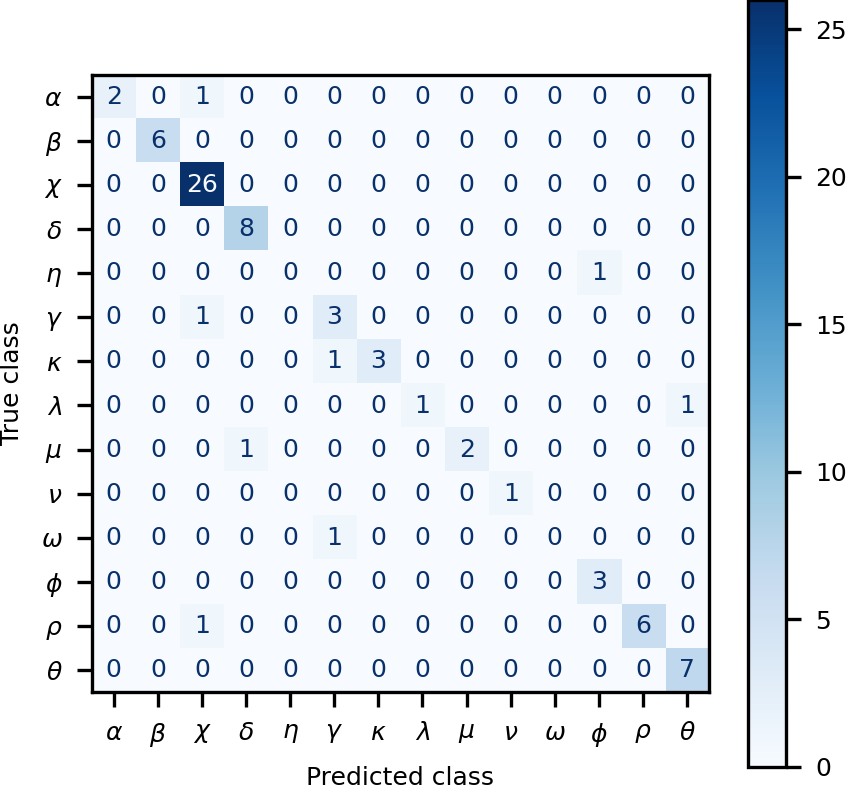 α 2 0 1 0 0 0 0 0 0 0 0 0 0 0
β 0 6 0 0 0 0 0 0 0 0 0 0 0 0
χ 0 0 26 0 0 0 0 0 0 0 0 0 0 0
δ 0 0 0 8 0 0 0 0 0 0 0 0 0 0
η 0 0 0 0 0 0 0 0 0 0 0 1 0 0
γ 0 0 1 0 0 3 0 0 0 0 0 0 0 0
κ 0 0 0 0 0 1 3 0 0 0 0 0 0 0
λ 0 0 0 0 0 0 0 1 0 0 0 0 0 1
μ 0 0 0 1 0 0 0 0 2 0 0 0 0 0
ν 0 0 0 0 0 0 0 0 0 1 0 0 0 0
ω 0 0 0 0 0 1 0 0 0 0 0 0 0 0
ϕ 0 0 0 0 0 0 0 0 0 0 0 3 0 0
ρ 0 0 1 0 0 0 0 0 0 0 0 0 6 0
θ 0 0 0 0 0 0 0 0 0 0 0 0 0 7
α β χ δ η γ κ λ μ ν ω ϕ ρ θ
Predicted class
True class
25
20
15
10
5
0